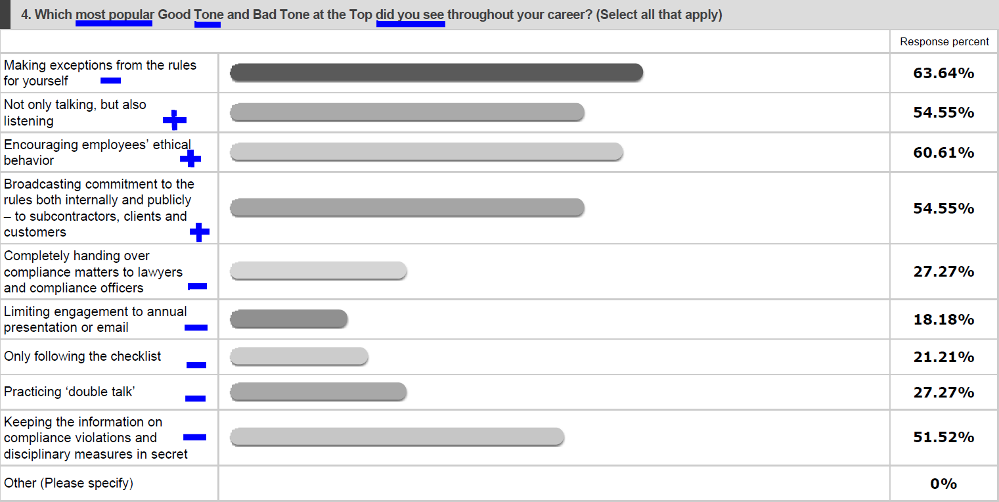 4. Which most popular Good Tone and Bad Tone at the Top did you see throughout your career? (Select all that apply)
Response percent
Making exceptions from the rules
for yourself
63.64%
Not only talking, but also
listening
54.55%
Encouraging employees’ ethical
behavior
60.61%
Broadcasting commitment to the
rules both internally and publicly
– to subcontractors, clients and
customers
54.55%
Completely handing over
compliance matters to lawyers
and compliance officers
27.27%
Limiting engagement to annual
presentation or email
18.18%
Only following the checklist
21.21%
Practicing ‘double talk’
27.27%
Keeping the information on
compliance violations and
disciplinary measures in secret
51.52%
Other (Please specify)
0%